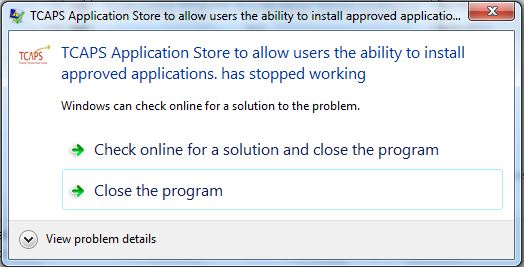 TCAPS Application Store to allow users the ability to install approved applicatio...
TCAPS
TCAPS Application Store to allow users the ability to install
approved applications. has stopped working
Windows can check online for a solution to the problem.
Check online for a solution and close the program
Close the program
View problem details